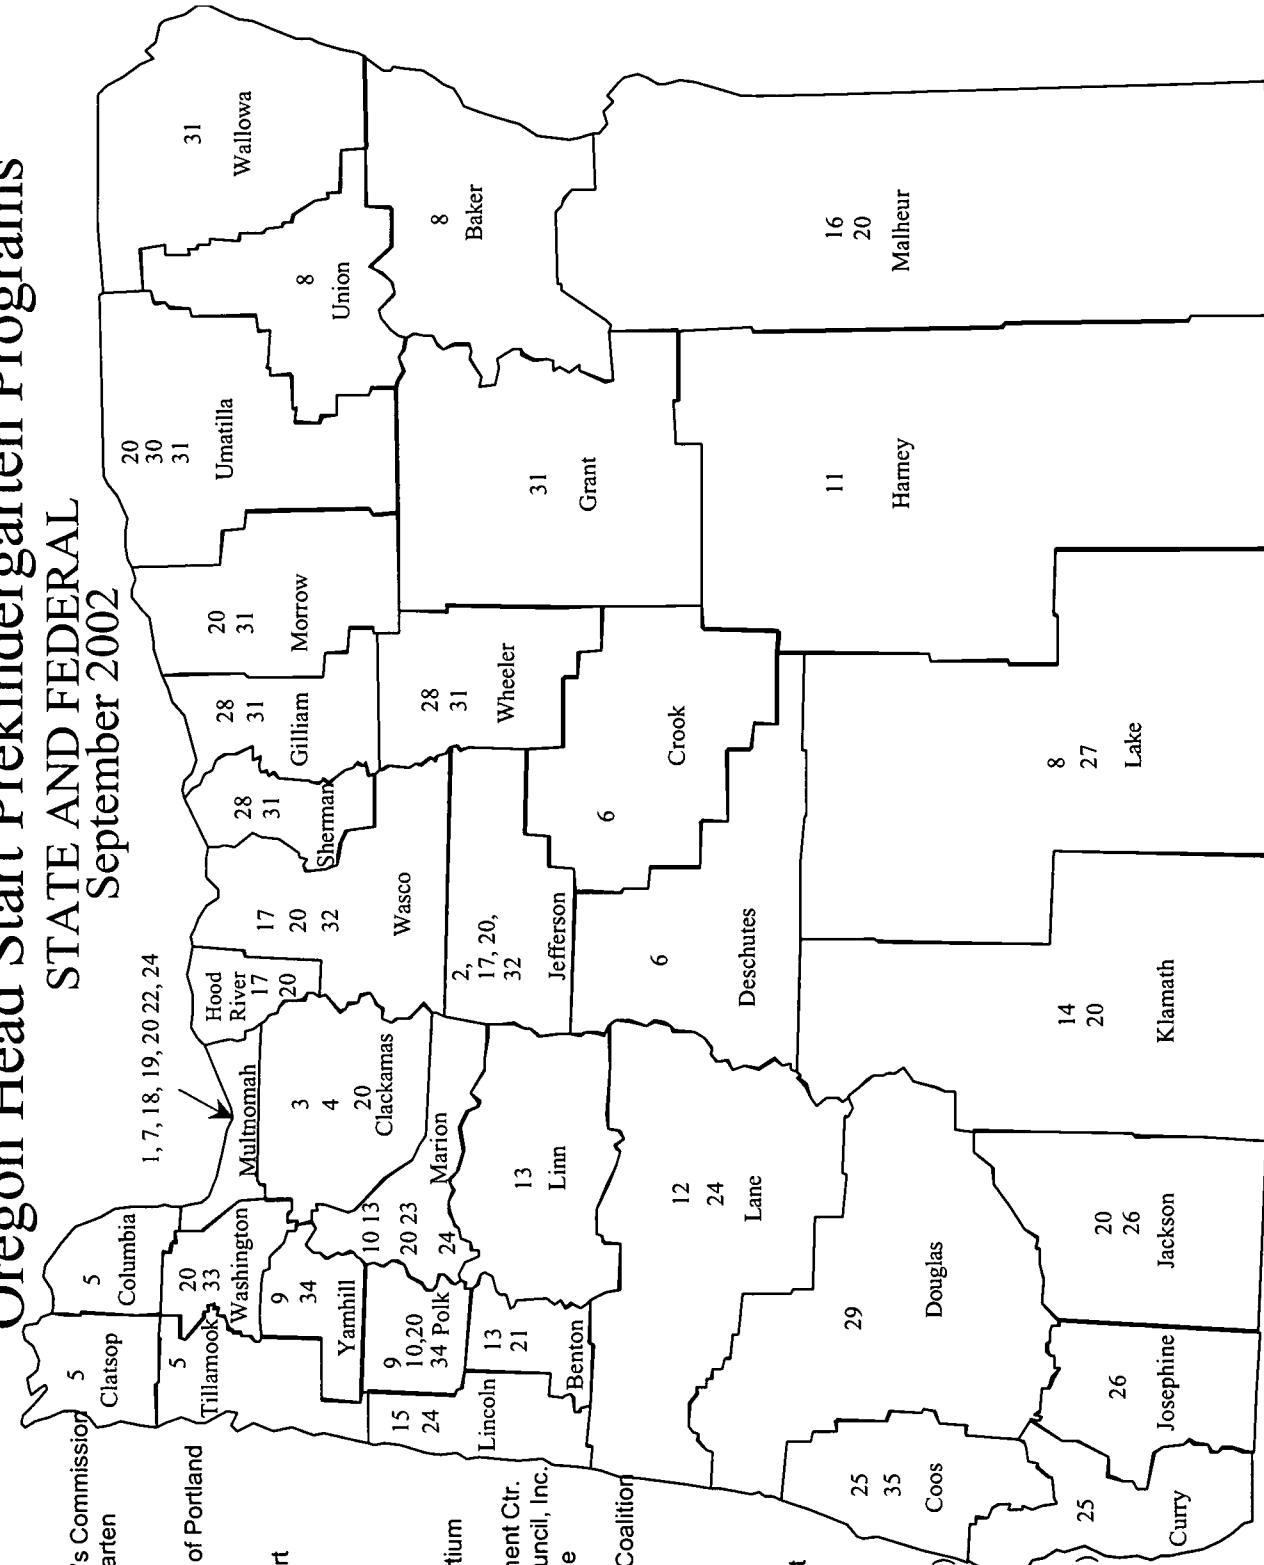 Oregon Head Start Prekindergarten Programs
STATE AND FEDERAL
September 2002
's Commission
arten
of Portland
rt
tium
ent Ctr.
uncil, Inc.
e
Coalition
t
)
5
Clatsop
5
Columbia
5
Tillamook
20
33
Washington
1, 7, 18, 19, 20 22, 24
Multnomah
Hood
River
17
20
17
20
32
Wasco
28
31
Sherman
28
31
Gilliam
20
31
Morrow
20
30
31
Umatilla
8
Union
31
Wallowa
9
34
Yamhill
3
4
20
Clackamas
9
10,20
34 Polk
10 13
20 23
24
Marion
15
24
Lincoln
13
21
Benton
13
Linn
2,
17, 20,
32
Jefferson
28
31
Wheeler
31
Grant
8
Baker
12
24
Lane
6
Deschutes
6
Crook
16
20
Malheur
11
Harney
29
Douglas
25
35
Coos
25
Curry
26
Josephine
20
26
Jackson
14
20
Klamath
8
27
Lake